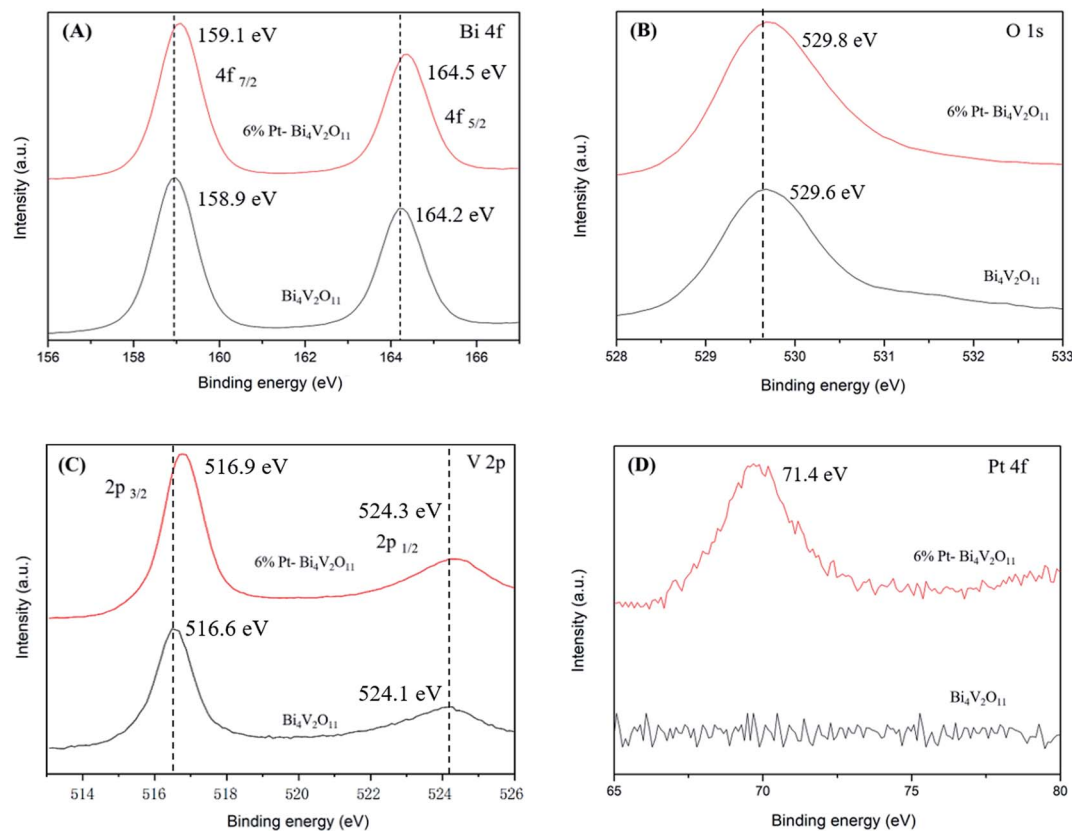 (A)
Bi 4f
159.1 eV
4f 7/2
164.5 eV
4f 5/2
6% Pt- Bi₄V₂O₁₁
158.9 eV
164.2 eV
Bi₄V₂O₁₁
Intensity (a.u.)
156 158 160 162 164 166
Binding energy (eV)
(B)
O 1s
529.8 eV
6% Pt- Bi₄V₂O₁₁
529.6 eV
Bi₄V₂O₁₁
Intensity (a.u.)
528 529 530 531 532 533
Binding energy (eV)
(C)
V 2p
516.9 eV
2p 3/2
524.3 eV
2p 1/2
6% Pt- Bi₄V₂O₁₁
516.6 eV
524.1 eV
Bi₄V₂O₁₁
Intensity (a.u.)
514 516 518 520 522 524 526
Binding energy (eV)
(D)
Pt 4f
71.4 eV
6% Pt- Bi₄V₂O₁₁
Bi₄V₂O₁₁
Intensity (a.u.)
65 70 75 80
Binding energy (eV)